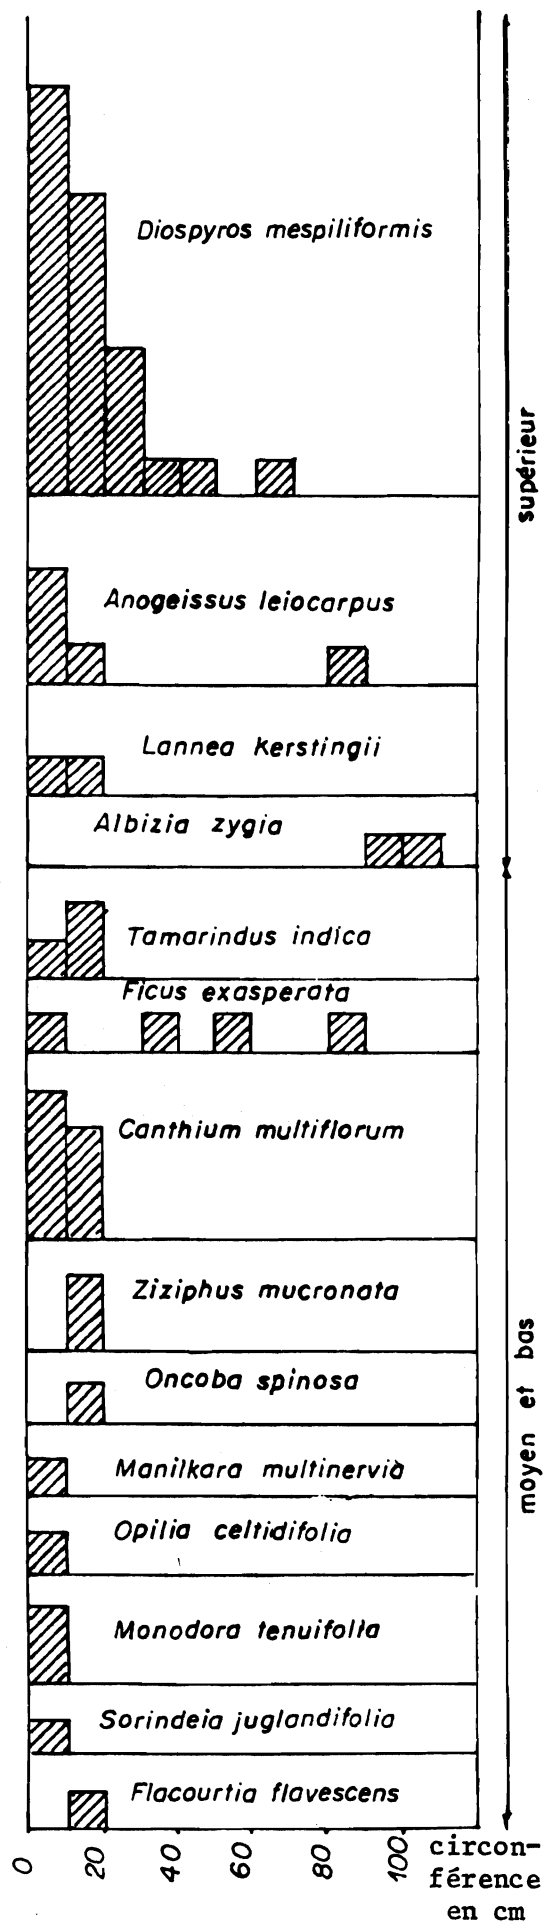 Diospyros mespiliformis
supérieur
Anogeissus leiocarpus
Lannea kerstingii
Albizia zygia
Tamarindus indica
Ficus exasperata
Canthium multiflorum
Ziziphus mucronata
moyen et bas
Oncoba spinosa
Manilkara multinervia
Opilia celtidifolia
Monodora tenuifolia
Sorindeia juglandifolia
Flacourtia flavescens
0 20 40 60 80 100
circon-
férence
en cm